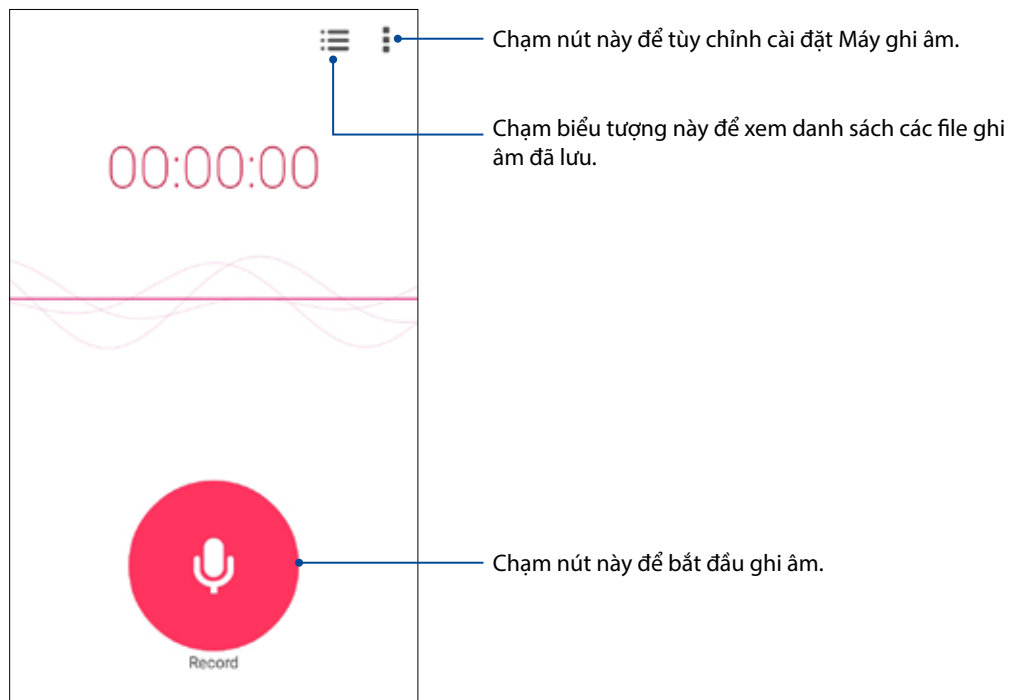 Chạm nút này để tùy chỉnh cài đặt Máy ghi âm.
Chạm biểu tượng này để xem danh sách các file ghi
âm đã lưu.
00:00:00
Chạm nút này để bắt đầu ghi âm.
Record